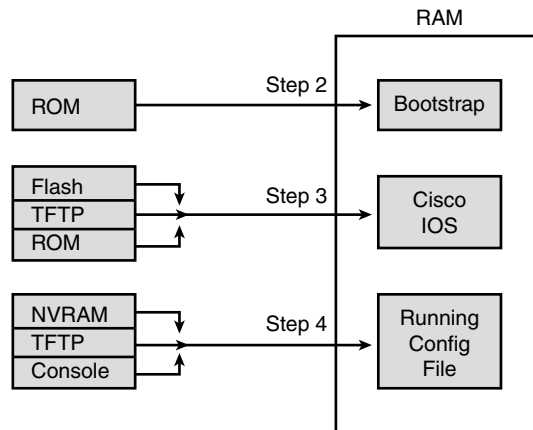 RAM
Step 2
ROM
Bootstrap
Flash
TFTP
ROM
Step 3
Cisco
IOS
NVRAM
TFTP
Console
Step 4
Running
Config
File